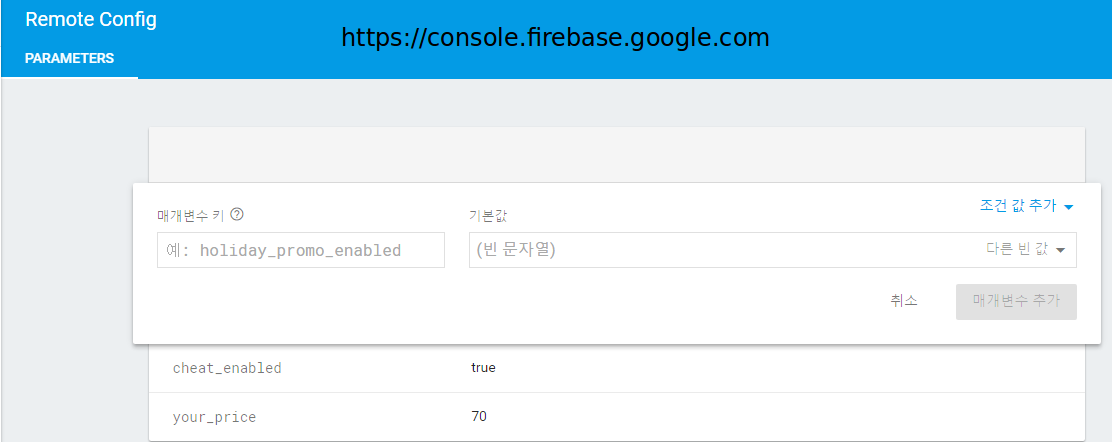 Remote Config
https://console.firebase.google.com
PARAMETERS
조건 값 추가
매개변수 키 ?
기본값
예: holiday_promo_enabled
(빈 문자열)
다른 빈 값
취소
매개변수 추가
cheat_enabled
true
your_price
70